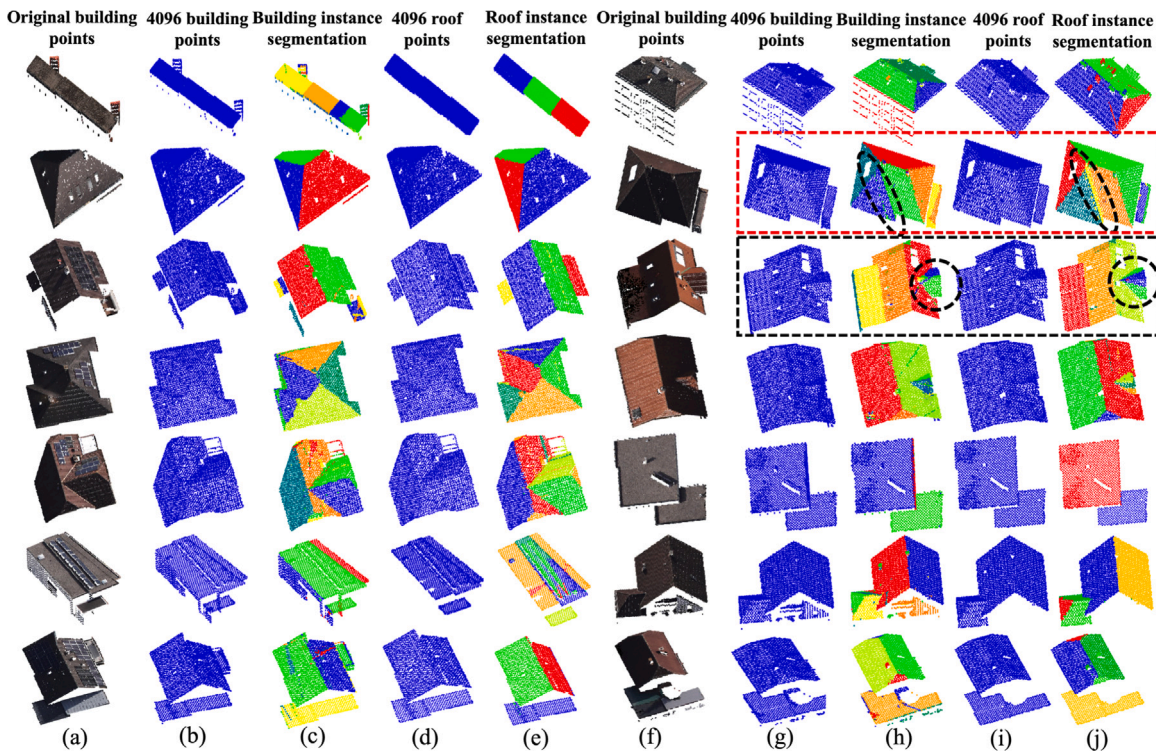 Original building points
4096 building points
Building instance segmentation
4096 roof points
Roof instance segmentation
Original building points
4096 building points
Building instance segmentation
4096 roof points
Roof instance segmentation
(a)
(b)
(c)
(d)
(e)
(f)
(g)
(h)
(i)
(j)